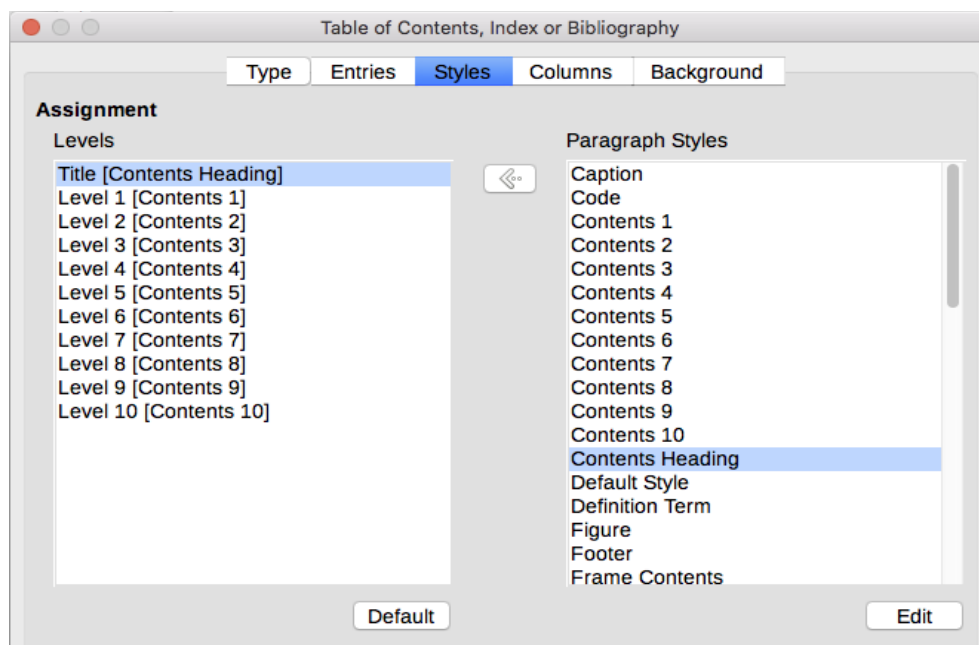 Table of Contents, Index or Bibliography
Type Entries Styles Columns Background
Assignment
Levels
Title [Contents Heading]
Level 1 [Contents 1]
Level 2 [Contents 2]
Level 3 [Contents 3]
Level 4 [Contents 4]
Level 5 [Contents 5]
Level 6 [Contents 6]
Level 7 [Contents 7]
Level 8 [Contents 8]
Level 9 [Contents 9]
Level 10 [Contents 10]
Default
Paragraph Styles
Caption
Code
Contents 1
Contents 2
Contents 3
Contents 4
Contents 5
Contents 6
Contents 7
Contents 8
Contents 9
Contents 10
Contents Heading
Default Style
Definition Term
Figure
Footer
Frame Contents
Edit